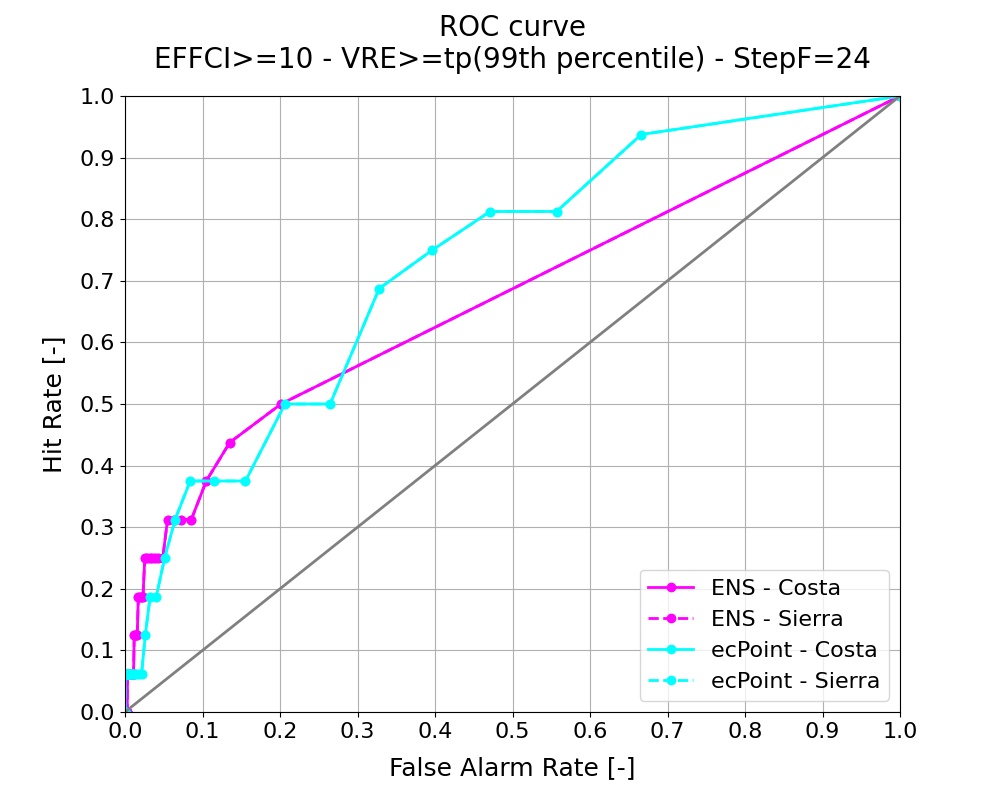 ROC curve
EFFCI>=10 - VRE>=tp(99th percentile) - StepF=24
1.0
0.9
0.8
0.7
0.6
0.5
0.4
0.3
0.2
0.1
0.0
Hit Rate [-]
ENS - Costa
ENS - Sierra
ecPoint - Costa
ecPoint - Sierra
0.0 0.1 0.2 0.3 0.4 0.5 0.6 0.7 0.8 0.9 1.0
False Alarm Rate [-]